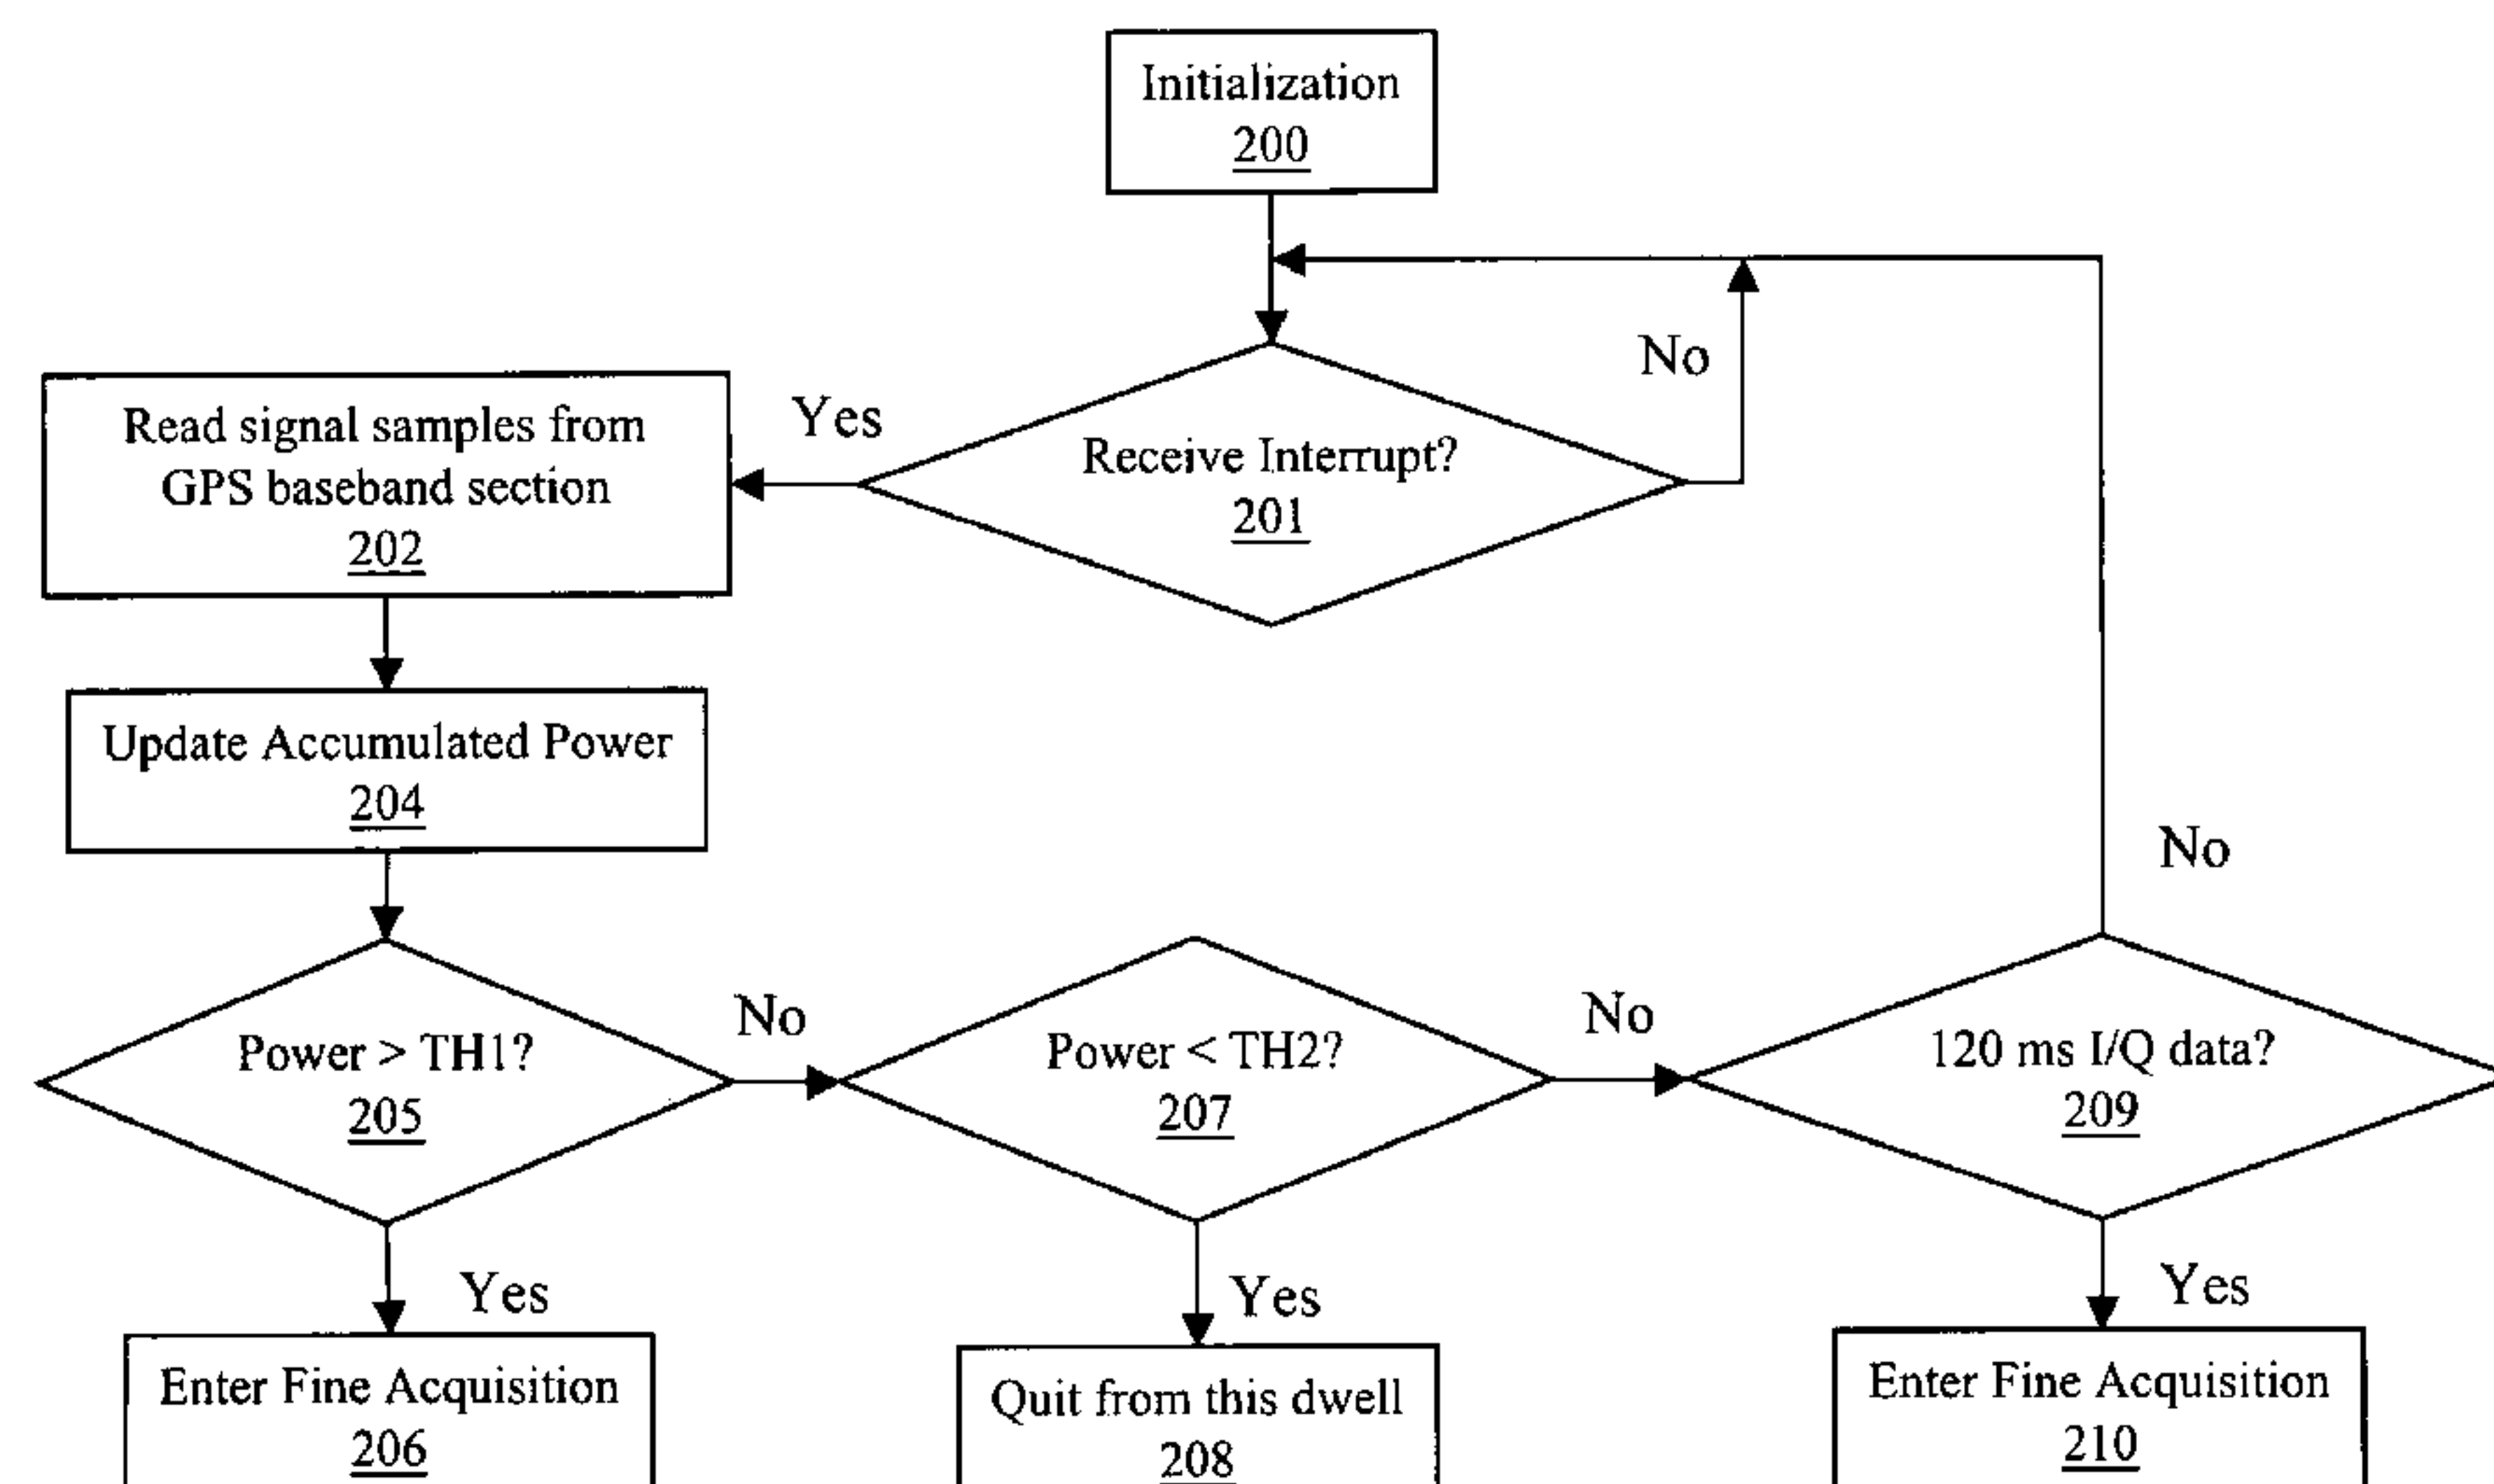 Initialization
200
No
Yes
Receive Interrupt?
201
Read signal samples from
GPS baseband section
202
Update Accumulated Power
204
No
Power > TH1?
205
No
Power < TH2?
207
No
120 ms I/Q data?
209
Yes
Yes
Yes
Enter Fine Acquisition
206
Quit from this dwell
208
Enter Fine Acquisition
210